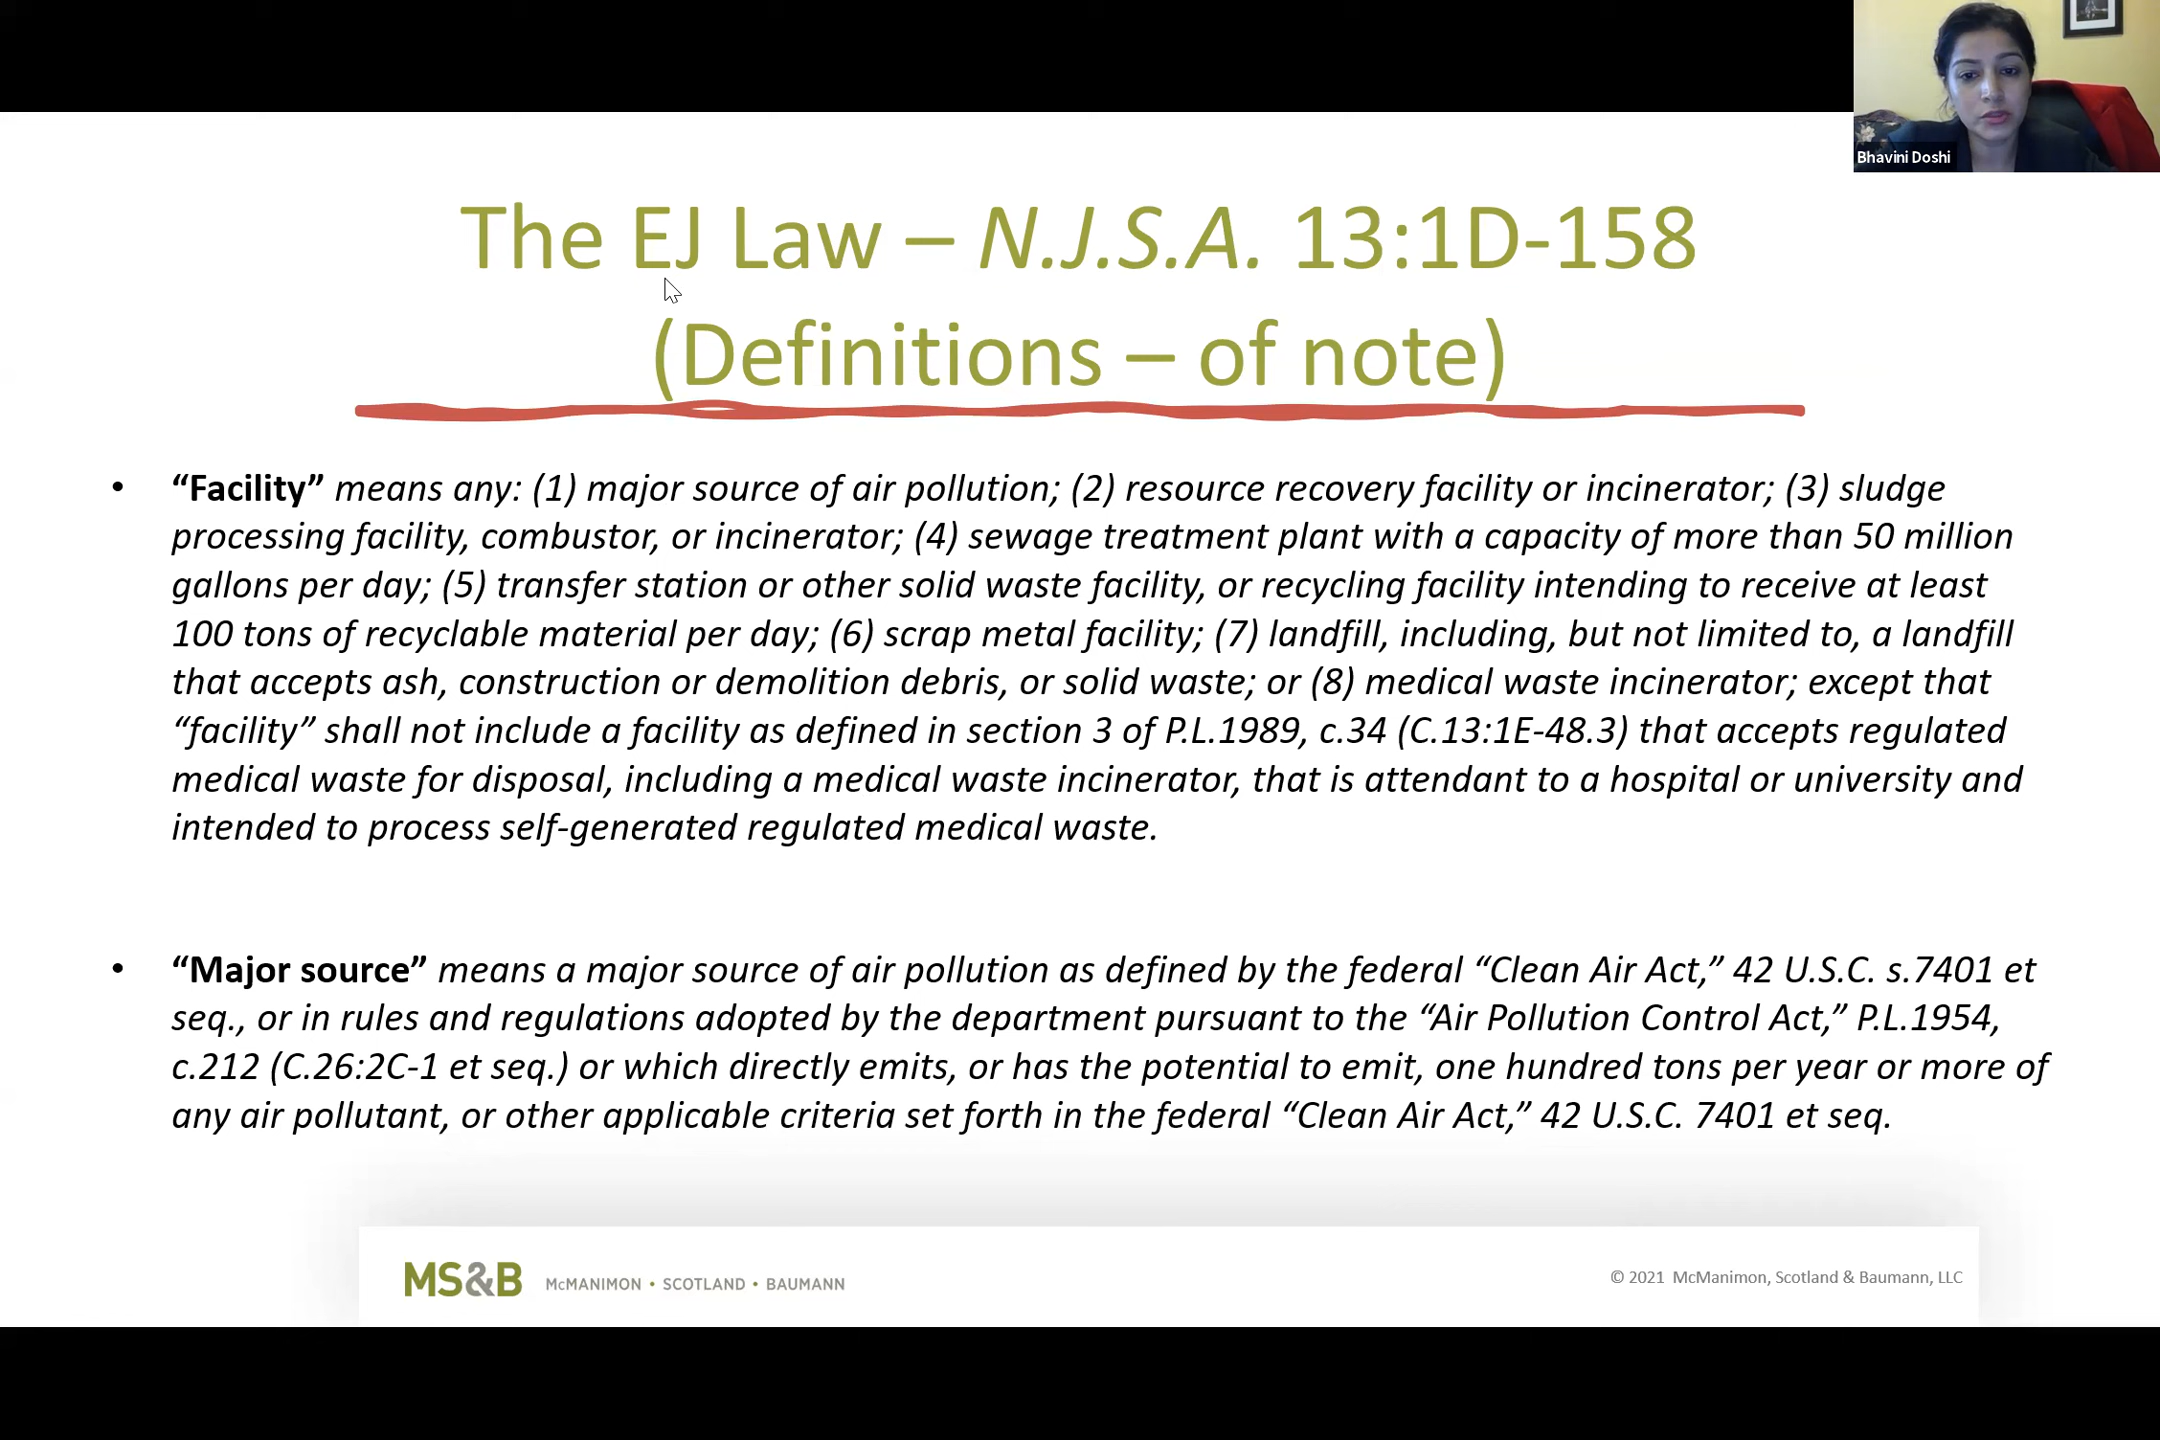 Bhavini Doshi
The EJ Law – N.J.S.A. 13:1D-158
(Definitions – of note)
• “Facility” means any: (1) major source of air pollution; (2) resource recovery facility or incinerator; (3) sludge
processing facility, combustor, or incinerator; (4) sewage treatment plant with a capacity of more than 50 million
gallons per day; (5) transfer station or other solid waste facility, or recycling facility intending to receive at least
100 tons of recyclable material per day; (6) scrap metal facility; (7) landfill, including, but not limited to, a landfill
that accepts ash, construction or demolition debris, or solid waste; or (8) medical waste incinerator; except that
“facility” shall not include a facility as defined in section 3 of P.L.1989, c.34 (C.13:1E-48.3) that accepts regulated
medical waste for disposal, including a medical waste incinerator, that is attendant to a hospital or university and
intended to process self-generated regulated medical waste.
• “Major source” means a major source of air pollution as defined by the federal “Clean Air Act,” 42 U.S.C. s.7401 et
seq., or in rules and regulations adopted by the department pursuant to the “Air Pollution Control Act,” P.L.1954,
c.212 (C.26:2C-1 et seq.) or which directly emits, or has the potential to emit, one hundred tons per year or more of
any air pollutant, or other applicable criteria set forth in the federal “Clean Air Act,” 42 U.S.C. 7401 et seq.
MS&B McMANIMON • SCOTLAND • BAUMANN
© 2021 McManimon, Scotland & Baumann, LLC